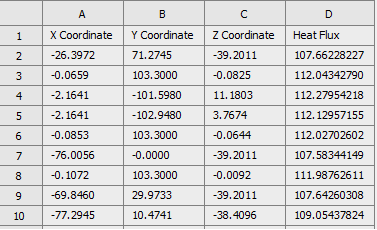 A B C D
1 X Coordinate Y Coordinate Z Coordinate Heat Flux
2 -26.3972 71.2745 -39.2011 107.66228227
3 -0.0659 103.3000 -0.0825 112.04342790
4 -2.1641 -101.5980 11.1803 112.27954218
5 -2.1641 -102.9480 3.7674 112.12957155
6 -0.0853 103.3000 -0.0644 112.02702602
7 -76.0056 -0.0000 -39.2011 107.58344149
8 -0.1072 103.3000 -0.0092 111.98762611
9 -69.8460 29.9733 -39.2011 107.64260308
10 -77.2945 10.4741 -38.4096 109.05437824